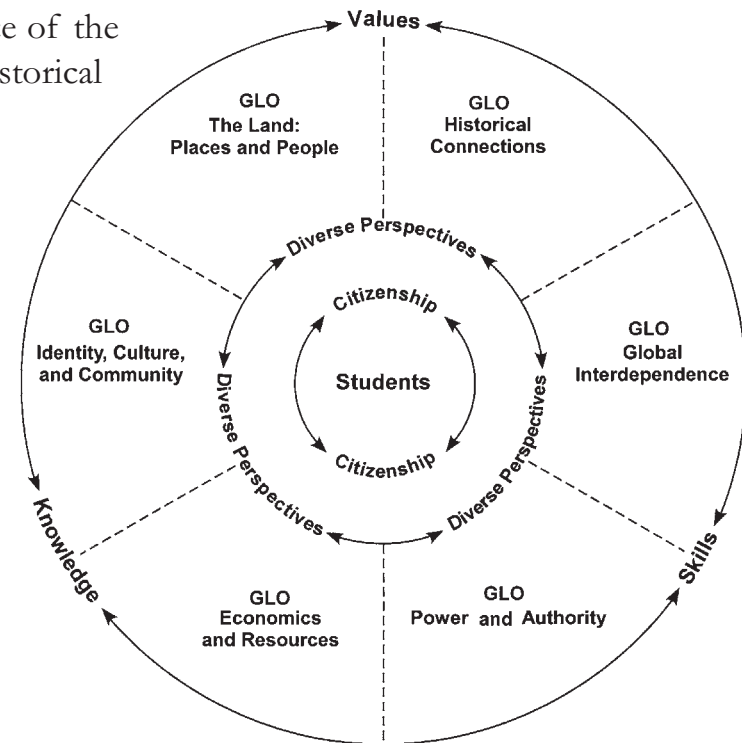 of the
storical
Values
GLO
The Land:
Places and People
GLO
Historical
Connections
Diverse Perspectives
Citizenship
GLO
Identity, Culture,
and Community
Students
GLO
Global
Interdependence
Diverse Perspectives
Diverse Perspectives
Citizenship
Knowledge
Skills
GLO
Economics
and Resources
GLO
Power and Authority